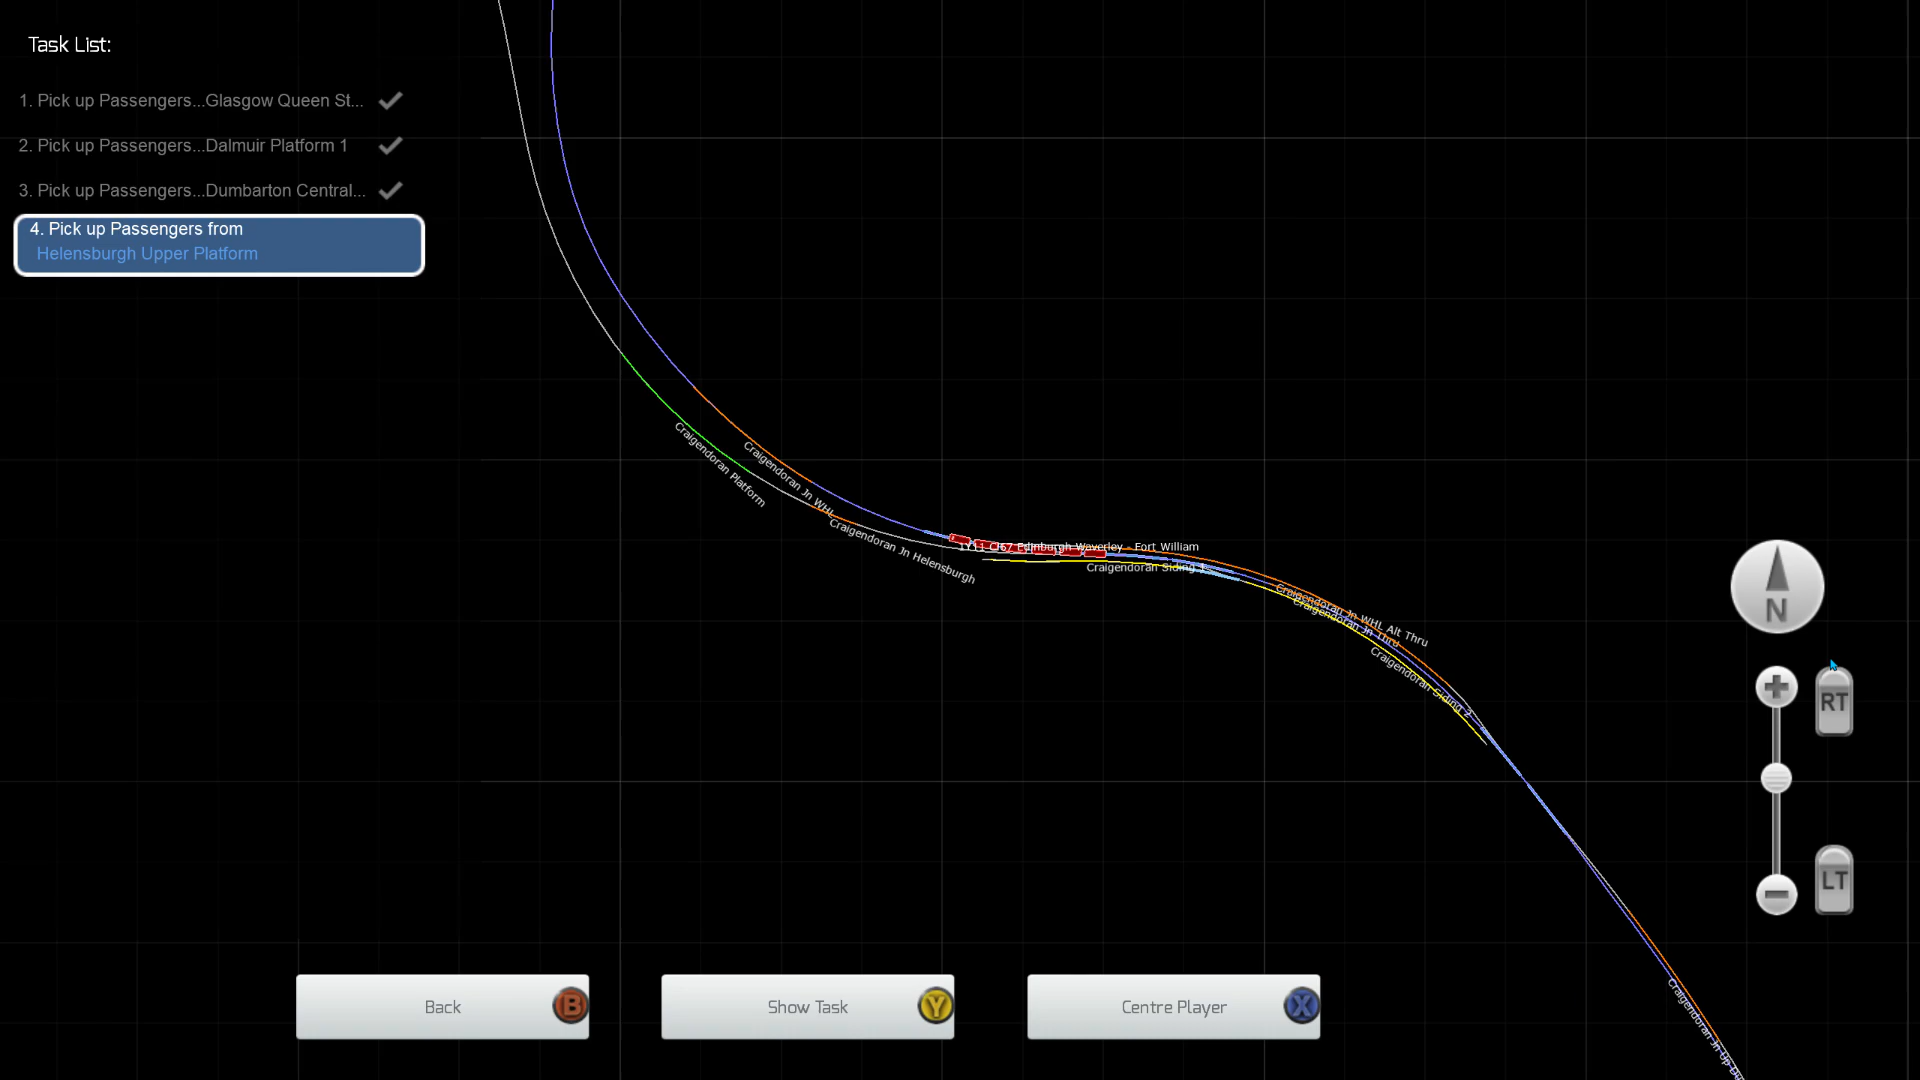 Task List:
1. Pick up Passengers...Glasgow Queen St...
2. Pick up Passengers...Dalmuir Platform 1
3. Pick up Passengers...Dumbarton Central...
4. Pick up Passengers from
Helensburgh Upper Platform
Craigendoran Platform
Craigendoran Jn WHL
Craigendoran Jn Helensburgh
Edinburgh Waverley - Fort William
Craigendoran Siding 1
Craigendoran Jn WHL Alt Thru
Craigendoran Jn Thru
Craigendoran Siding 2
Craigendoran Jn Up
N
RT
LT
Back B
Show Task Y
Centre Player X